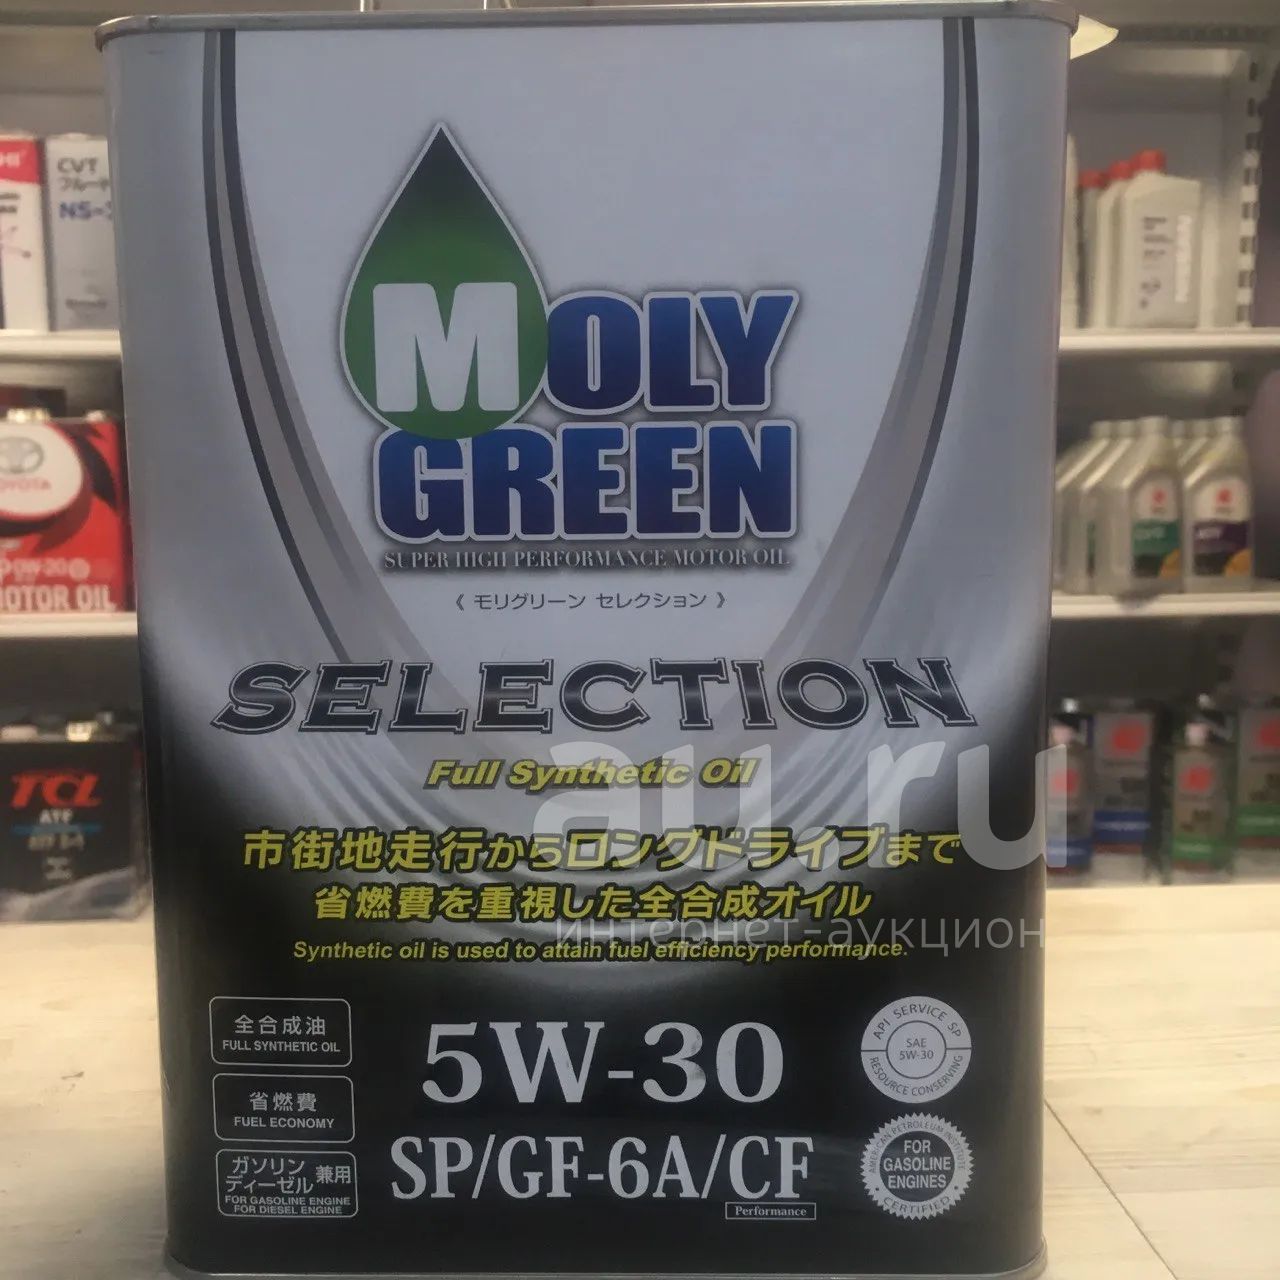 MOLY
GREEN
SUPER HIGH PERFORMANCE MOTOR OIL
《 モリグリーン セレクション 》
SELECTION
Full Synthetic Oil
市街地走行からロングドライブまで
省燃費を重視した全合成オイル
Synthetic oil is used to attain fuel efficiency performance.
全合成油
FULL SYNTHETIC OIL
省燃費
FUEL ECONOMY
ガソリン
ディーゼル 兼用
FOR GASOLINE ENGINE
FOR DIESEL ENGINE
5W-30
SP/GF-6A/CF
Performance
API SERVICE SP
SAE
5W-30
RESOURCE CONSERVING
AMERICAN PETROLEUM INSTITUTE
FOR
GASOLINE
ENGINES
CERTIFIED
au.ru
интернет-аукцион
CVT
TOYOTA
0W-20
MOTOR OIL
TCL
ATF